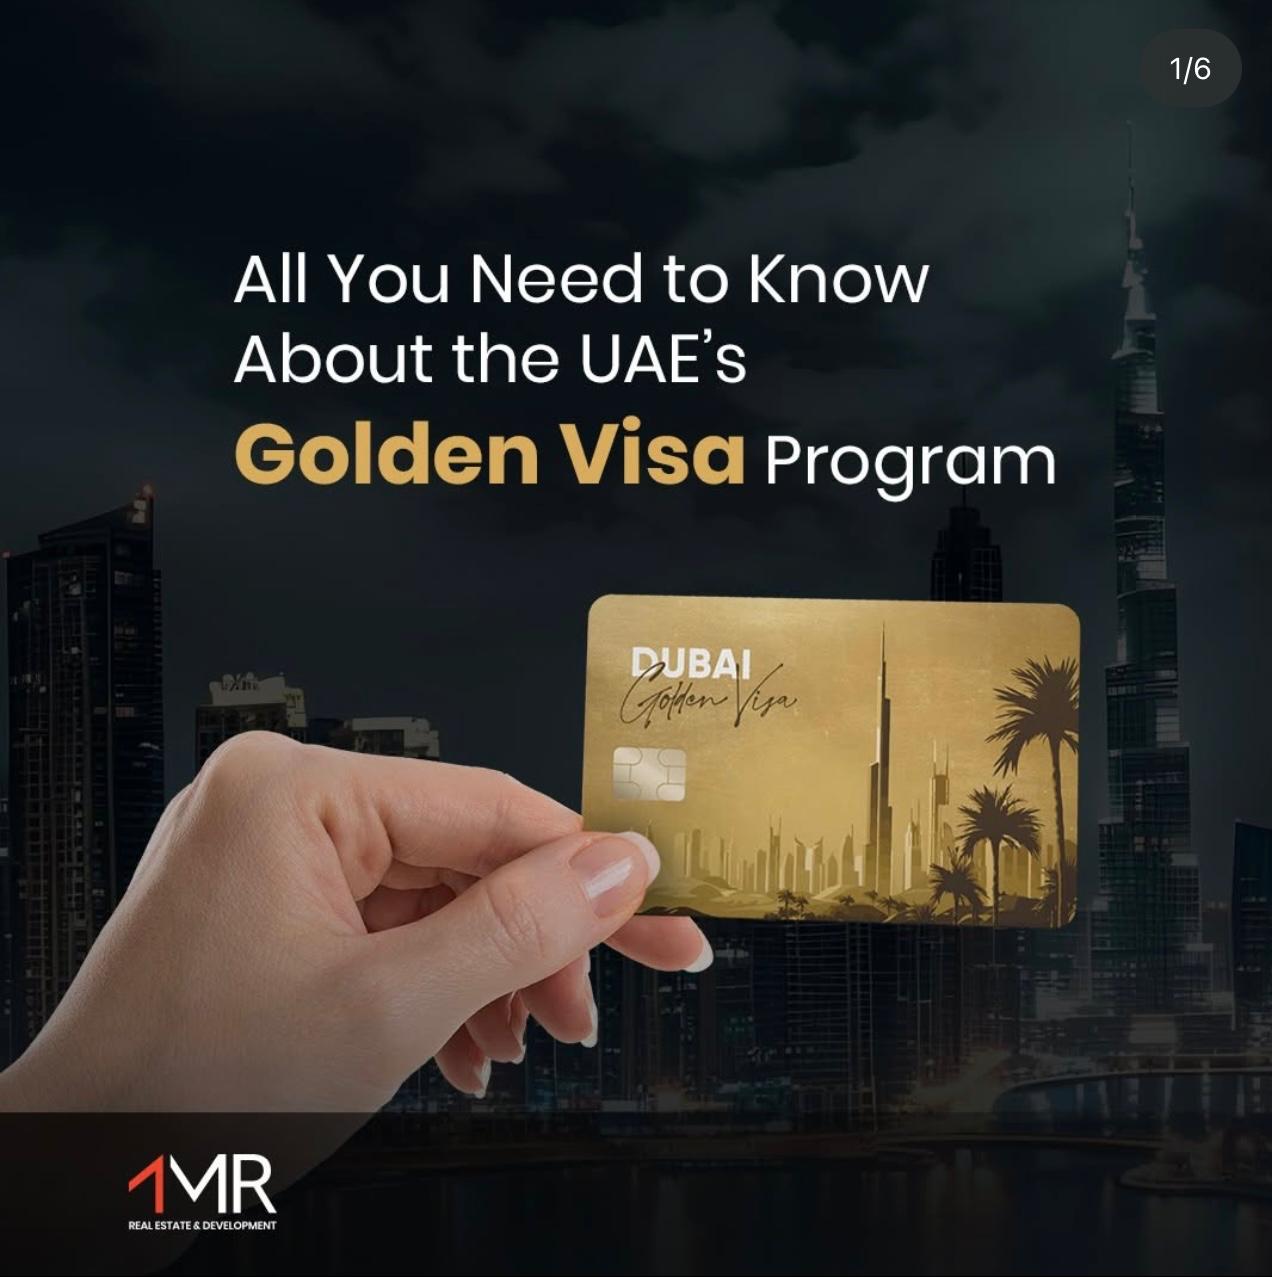 1/6
All You Need to Know
About the UAE’s
Golden Visa Program
DUBAI
Golden Visa
1MR
REAL ESTATE & DEVELOPMENT